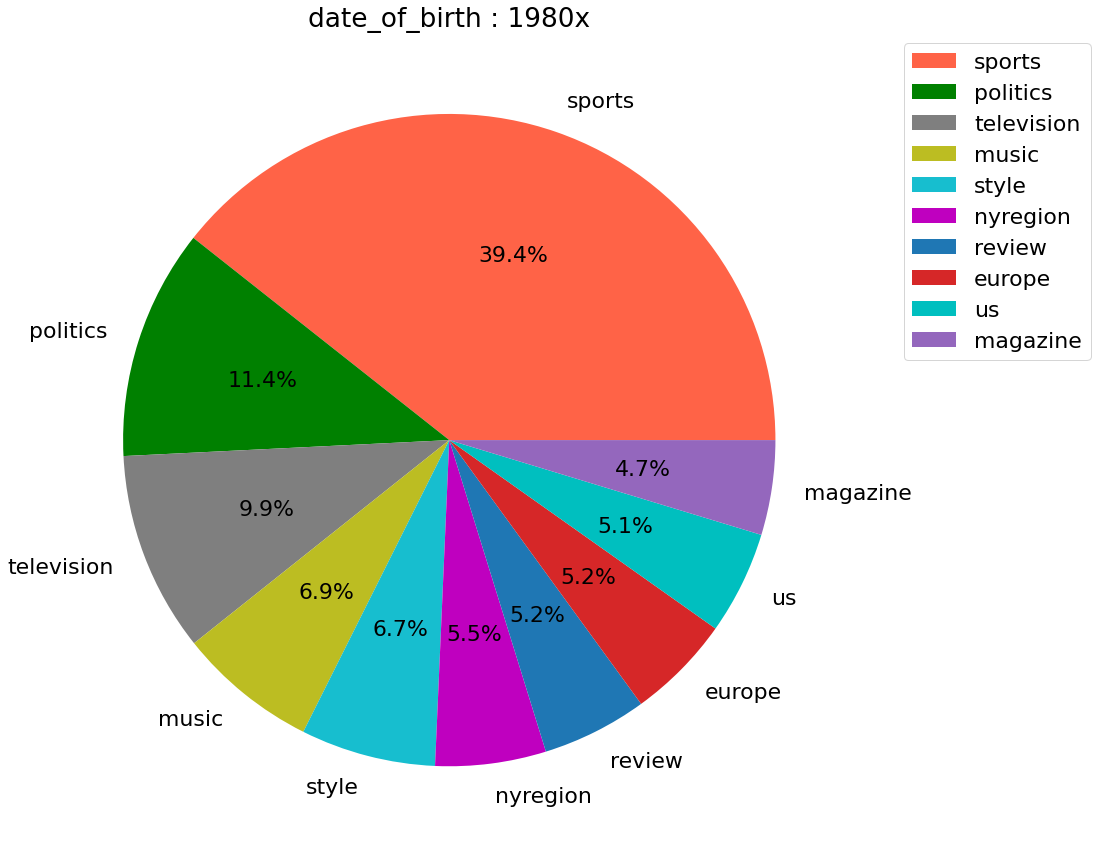 date_of_birth : 1980x
sports
politics
television
music
style
nyregion
review
europe
us
magazine
sports
39.4%
politics
11.4%
television
9.9%
music
6.9%
style
6.7%
nyregion
5.5%
review
5.2%
europe
5.2%
us
5.1%
magazine
4.7%